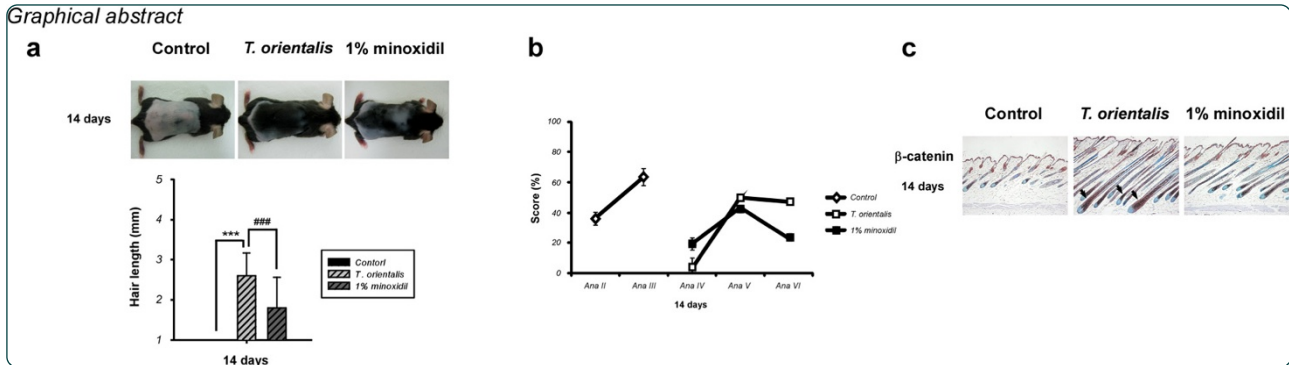 Graphical abstract
a
Control T. orientalis 1% minoxidil
14 days
Hair length (mm)
5
4
3
2
1
***
###
Contorl
T. orientalis
1% minoxidil
14 days
b
Score (%)
100
80
60
40
20
0
Ana II Ana III Ana IV Ana V Ana VI
14 days
Control
T. orientalis
1% minoxidil
c
Control T. orientalis 1% minoxidil
β-catenin
14 days